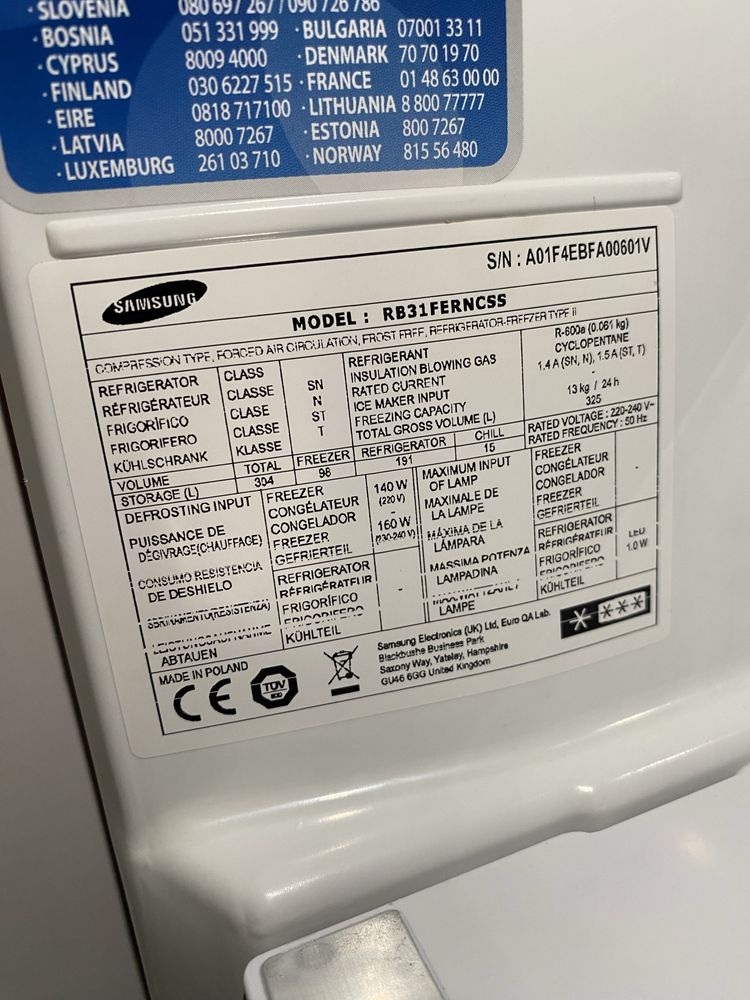 · SLOVENIA 080 697 267 / 090 726 786
· BOSNIA 051 331 999 · BULGARIA 07001 33 11
· CYPRUS 8009 4000 · DENMARK 70 70 19 70
· FINLAND 030 6227 515 · FRANCE 01 48 63 00 00
· EIRE 0818 717100 · LITHUANIA 8 800 77777
· LATVIA 8000 7267 · ESTONIA 800 7267
· LUXEMBURG 261 03 710 · NORWAY 815 56 480
S/N : A01F4EBFA00601V
SAMSUNG
MODEL : RB31FERNCSS
COMPRESSION TYPE, FORCED AIR CIRCULATION, FROST FREE, REFRIGERATOR-FREEZER TYPE II
REFRIGERATOR CLASS
RÉFRIGÉRATEUR CLASSE SN
FRIGORÍFICO CLASE N
FRIGORIFERO CLASSE ST
KÜHLSCHRANK KLASSE T
REFRIGERANT R-600a (0.061 kg)
INSULATION BLOWING GAS CYCLOPENTANE
RATED CURRENT 1.4 A (SN, N), 1.5 A (ST, T)
ICE MAKER INPUT -
FREEZING CAPACITY 13 kg / 24 h
TOTAL GROSS VOLUME (L) 325
VOLUME TOTAL FREEZER REFRIGERATOR CHILL
STORAGE (L) 304 98 191 15
RATED VOLTAGE : 220-240 V~
RATED FREQUENCY : 50 Hz
DEFROSTING INPUT
PUISSANCE DE
DÉGIVRAGE(CHAUFFAGE)
CONSUMO RESISTENCIA
DE DESHIELO
SBRINAMENTO(RESISTENZA)
LEISTUNGSAUFNAHME
ABTAUEN
FREEZER 140 W
CONGÉLATEUR (220 V)
CONGELADOR -
FREEZER 160 W
GEFRIERTEIL (230-240 V)
REFRIGERATOR
RÉFRIGÉRATEUR
FRIGORÍFICO -
FRIGORIFERO
KÜHLTEIL
MAXIMUM INPUT
OF LAMP
MAXIMALE DE
LA LAMPE
MÁXIMA DE LA
LÁMPARA
MASSIMA POTENZA
LAMPADINA
LAMPE
FREEZER
CONGÉLATEUR
CONGELADOR -
FREEZER
GEFRIERTEIL
REFRIGERATOR
RÉFRIGÉRATEUR LED
FRIGORÍFICO 1.0 W
FRIGORIFERO
KÜHLTEIL
MADE IN POLAND
CE
TÜV
Samsung Electronics (UK) Ltd, Euro QA Lab.
Blackbushe Business Park
Saxony Way, Yateley, Hampshire
GU46 6GG United Kingdom